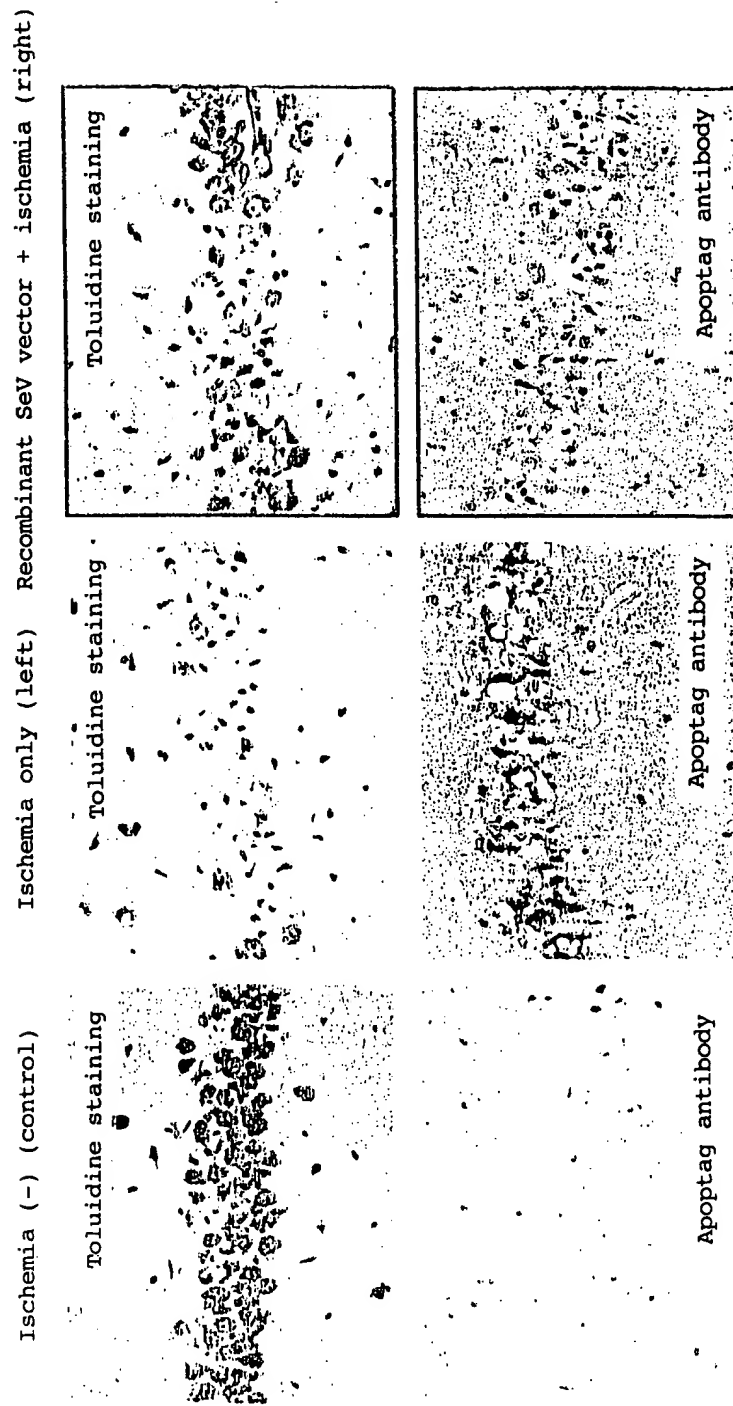 Ischemia (-) (control)
Ischemia only (left)
Recombinant SeV vector + ischemia (right)
Toluidine staining
Toluidine staining
Toluidine staining
Apoptag antibody
Apoptag antibody
Apoptag antibody